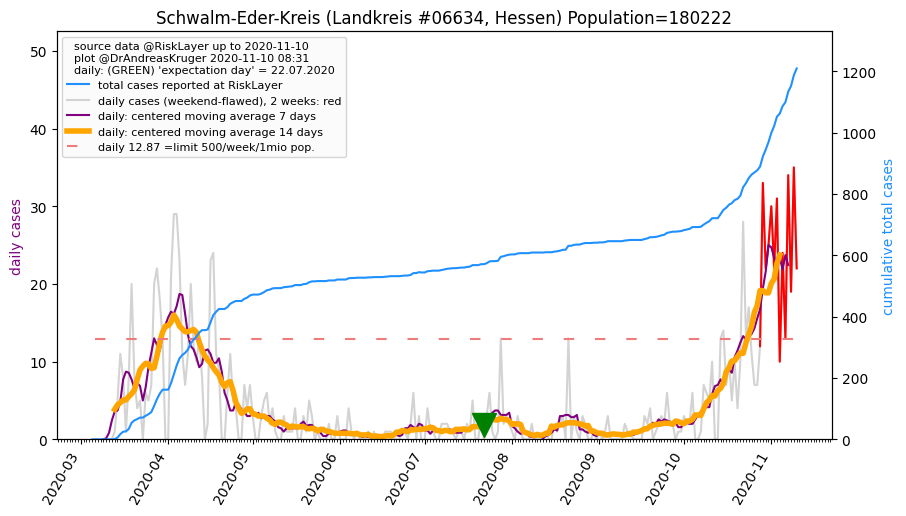 Schwalm-Eder-Kreis (Landkreis #06634, Hessen) Population=180222
source data @RiskLayer up to 2020-11-10
plot @DrAndreasKruger 2020-11-10 08:31
daily: (GREEN) 'expectation day' = 22.07.2020
total cases reported at RiskLayer
daily cases (weekend-flawed), 2 weeks: red
daily: centered moving average 7 days
daily: centered moving average 14 days
daily 12.87 =limit 500/week/1mio pop.
daily cases
50
40
30
20
10
0
1200
1000
800
600
400
200
0
cumulative total cases
2020-03
2020-04
2020-05
2020-06
2020-07
2020-08
2020-09
2020-10
2020-11